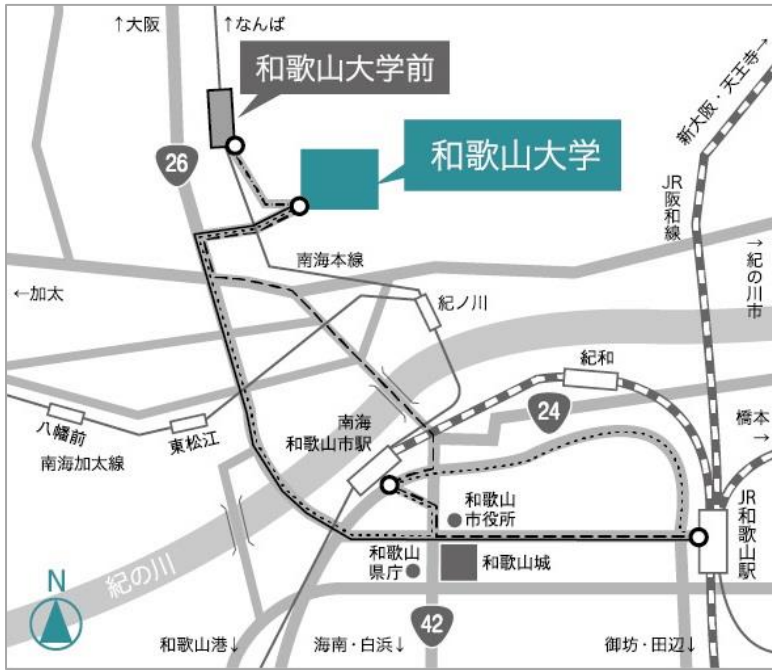 ↑大阪
↑なんば
和歌山大学前
新大阪・天王寺→
26
和歌山大学
JR阪和線
南海本線
→紀の川市
←加太
紀ノ川
紀和
24
橋本
→
八幡前
東松江
南海
和歌山市駅
南海加太線
和歌山
市役所
JR和歌山駅
和歌山
県庁
和歌山城
紀の川
N
42
和歌山港↓
海南・白浜↓
御坊・田辺↓